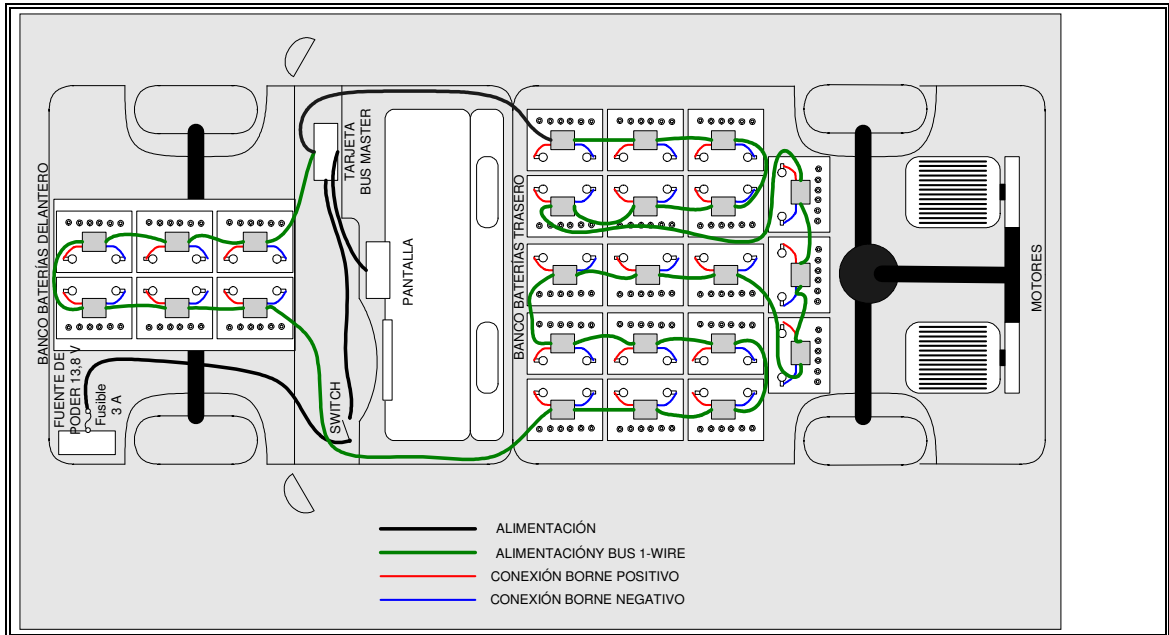 BANCO BATERÍAS DELANTERO
FUENTE DE
PODER 13,8 V
Fusible
3 A
TARJETA
BUS MASTER
PANTALLA
SWITCH
BANCO BATERÍAS TRASERO
MOTORES
ALIMENTACIÓN
ALIMENTACIÓNY BUS 1-WIRE
CONEXIÓN BORNE POSITIVO
CONEXIÓN BORNE NEGATIVO